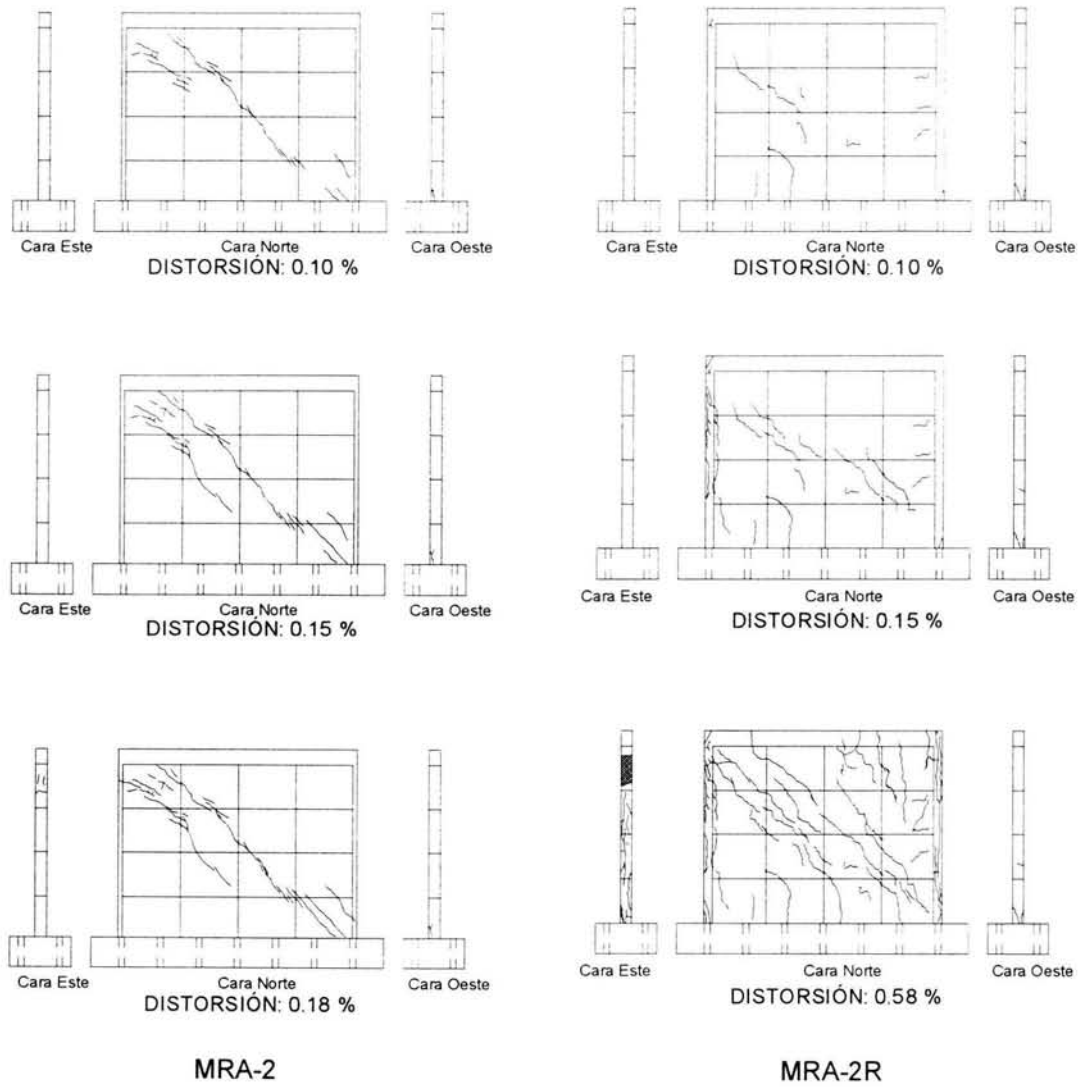 Cara Este Cara Norte Cara Oeste
DISTORSIÓN: 0.10 %
Cara Este Cara Norte Cara Oeste
DISTORSIÓN: 0.10 %
Cara Este Cara Norte Cara Oeste
DISTORSIÓN: 0.15 %
Cara Este Cara Norte Cara Oeste
DISTORSIÓN: 0.15 %
Cara Este Cara Norte Cara Oeste
DISTORSIÓN: 0.18 %
Cara Este Cara Norte Cara Oeste
DISTORSIÓN: 0.58 %
MRA-2
MRA-2R